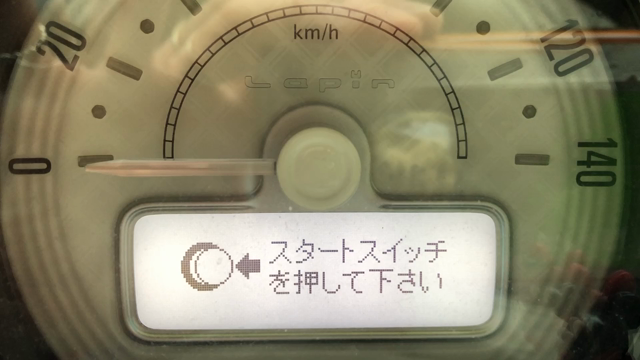 km/h
20
120
Lapin
0
140
スタートスイッチ
を押して下さい